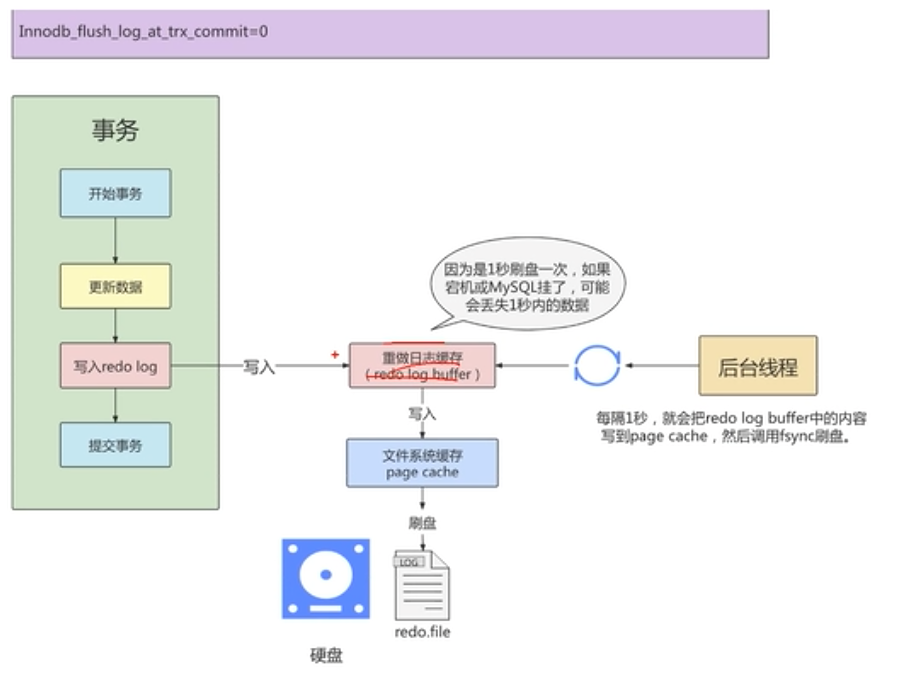 Innodb_flush_log_at_trx_commit=0
事务
开始事务
更新数据
写入redo log
提交事务
写入
因为是1秒刷盘一次，如果
宕机或MySQL挂了，可能
会丢失1秒内的数据
重做日志缓存
（redo log buffer）
写入
文件系统缓存
page cache
刷盘
LOG
redo.file
硬盘
后台线程
每隔1秒，就会把redo log buffer中的内容
写到page cache，然后调用fsync刷盘。